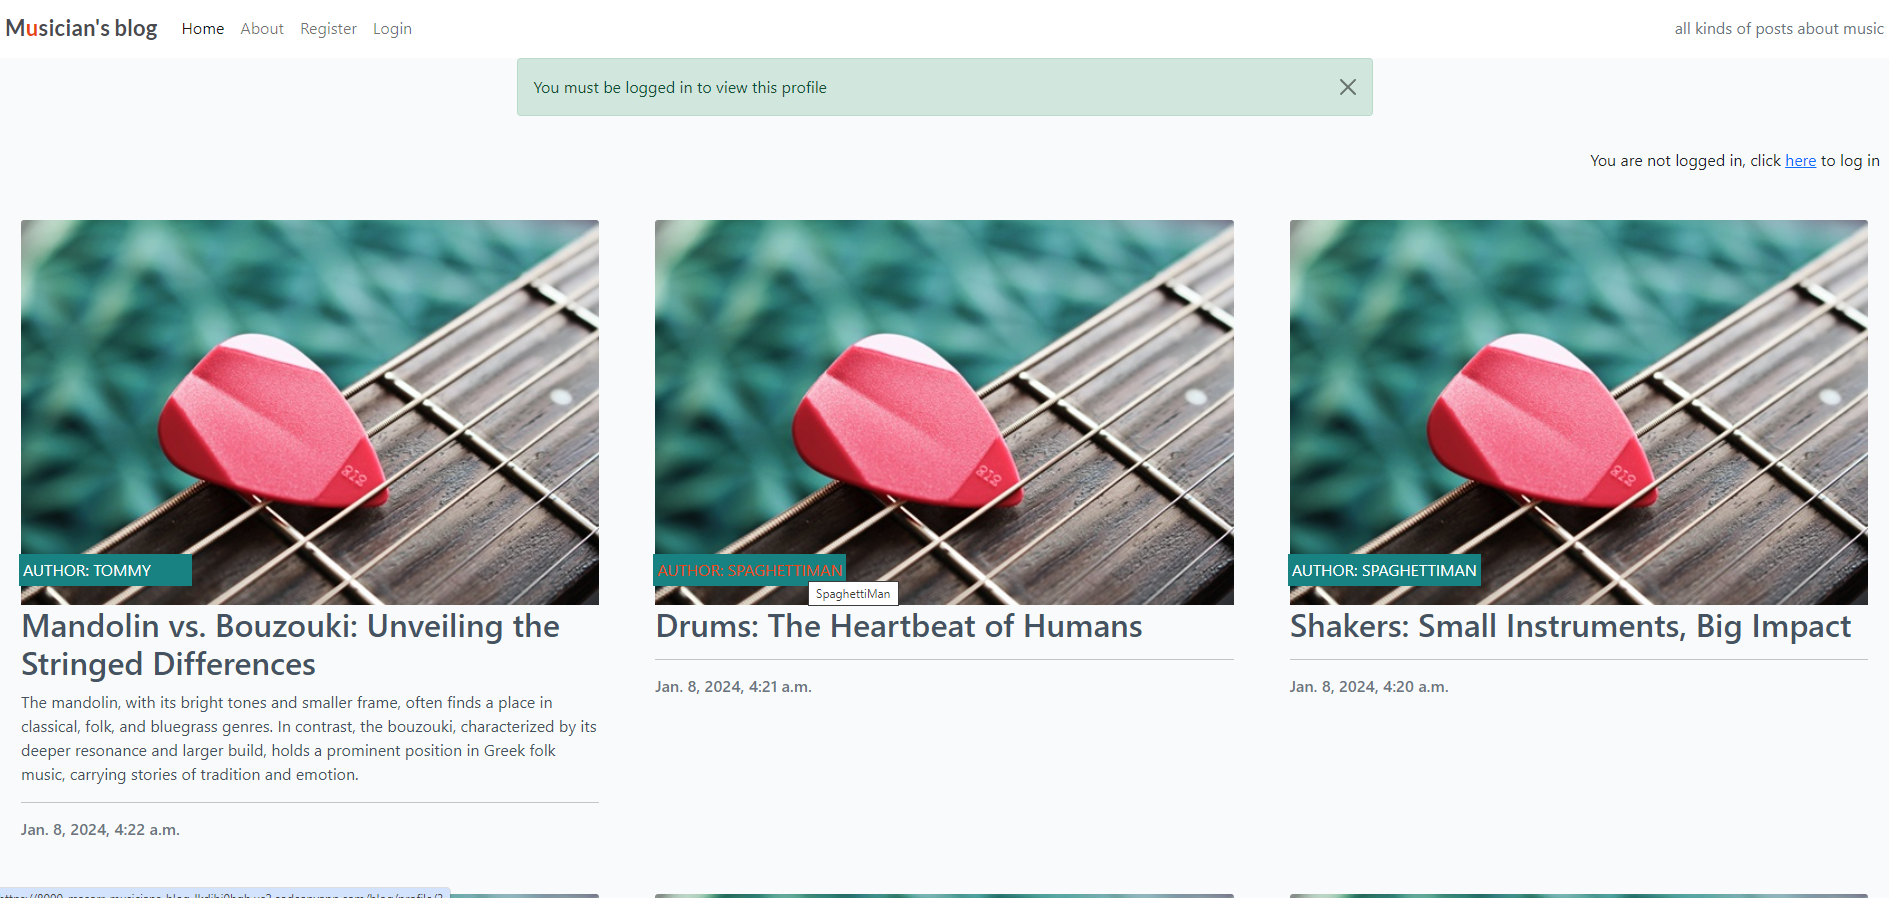 Musician's blog Home About Register Login all kinds of posts about music
You must be logged in to view this profile
You are not logged in, click here to log in
RIO
RIO
RIO
AUTHOR: TOMMY
AUTHOR: SPAGHETTIMAN
AUTHOR: SPAGHETTIMAN
SpaghettiMan
Mandolin vs. Bouzouki: Unveiling the
Stringed Differences
The mandolin, with its bright tones and smaller frame, often finds a place in
classical, folk, and bluegrass genres. In contrast, the bouzouki, characterized by its
deeper resonance and larger build, holds a prominent position in Greek folk
music, carrying stories of tradition and emotion.
Jan. 8, 2024, 4:22 a.m.
Drums: The Heartbeat of Humans
Jan. 8, 2024, 4:21 a.m.
Shakers: Small Instruments, Big Impact
Jan. 8, 2024, 4:20 a.m.